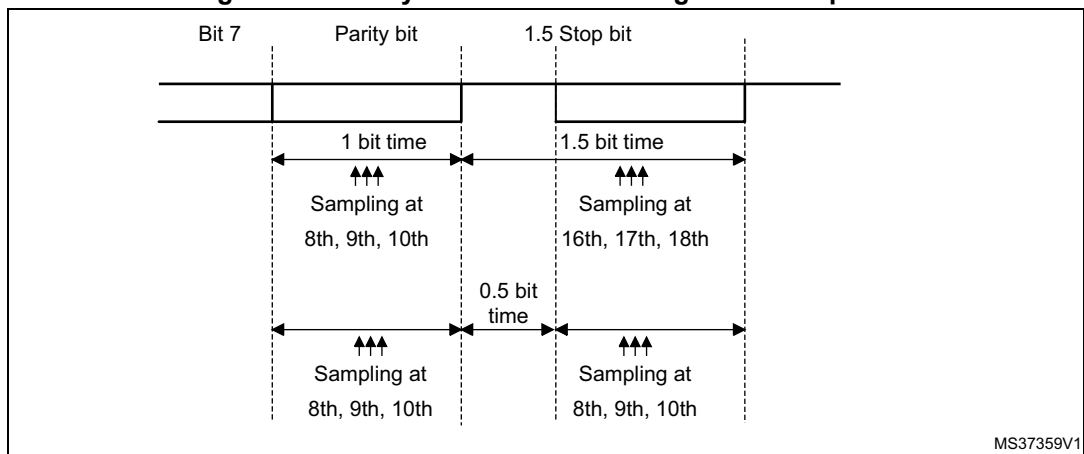 Bit 7 Parity bit 1.5 Stop bit
1 bit time 1.5 bit time
Sampling at Sampling at
8th, 9th, 10th 16th, 17th, 18th
0.5 bit
time
Sampling at Sampling at
8th, 9th, 10th 8th, 9th, 10th
MS37359V1